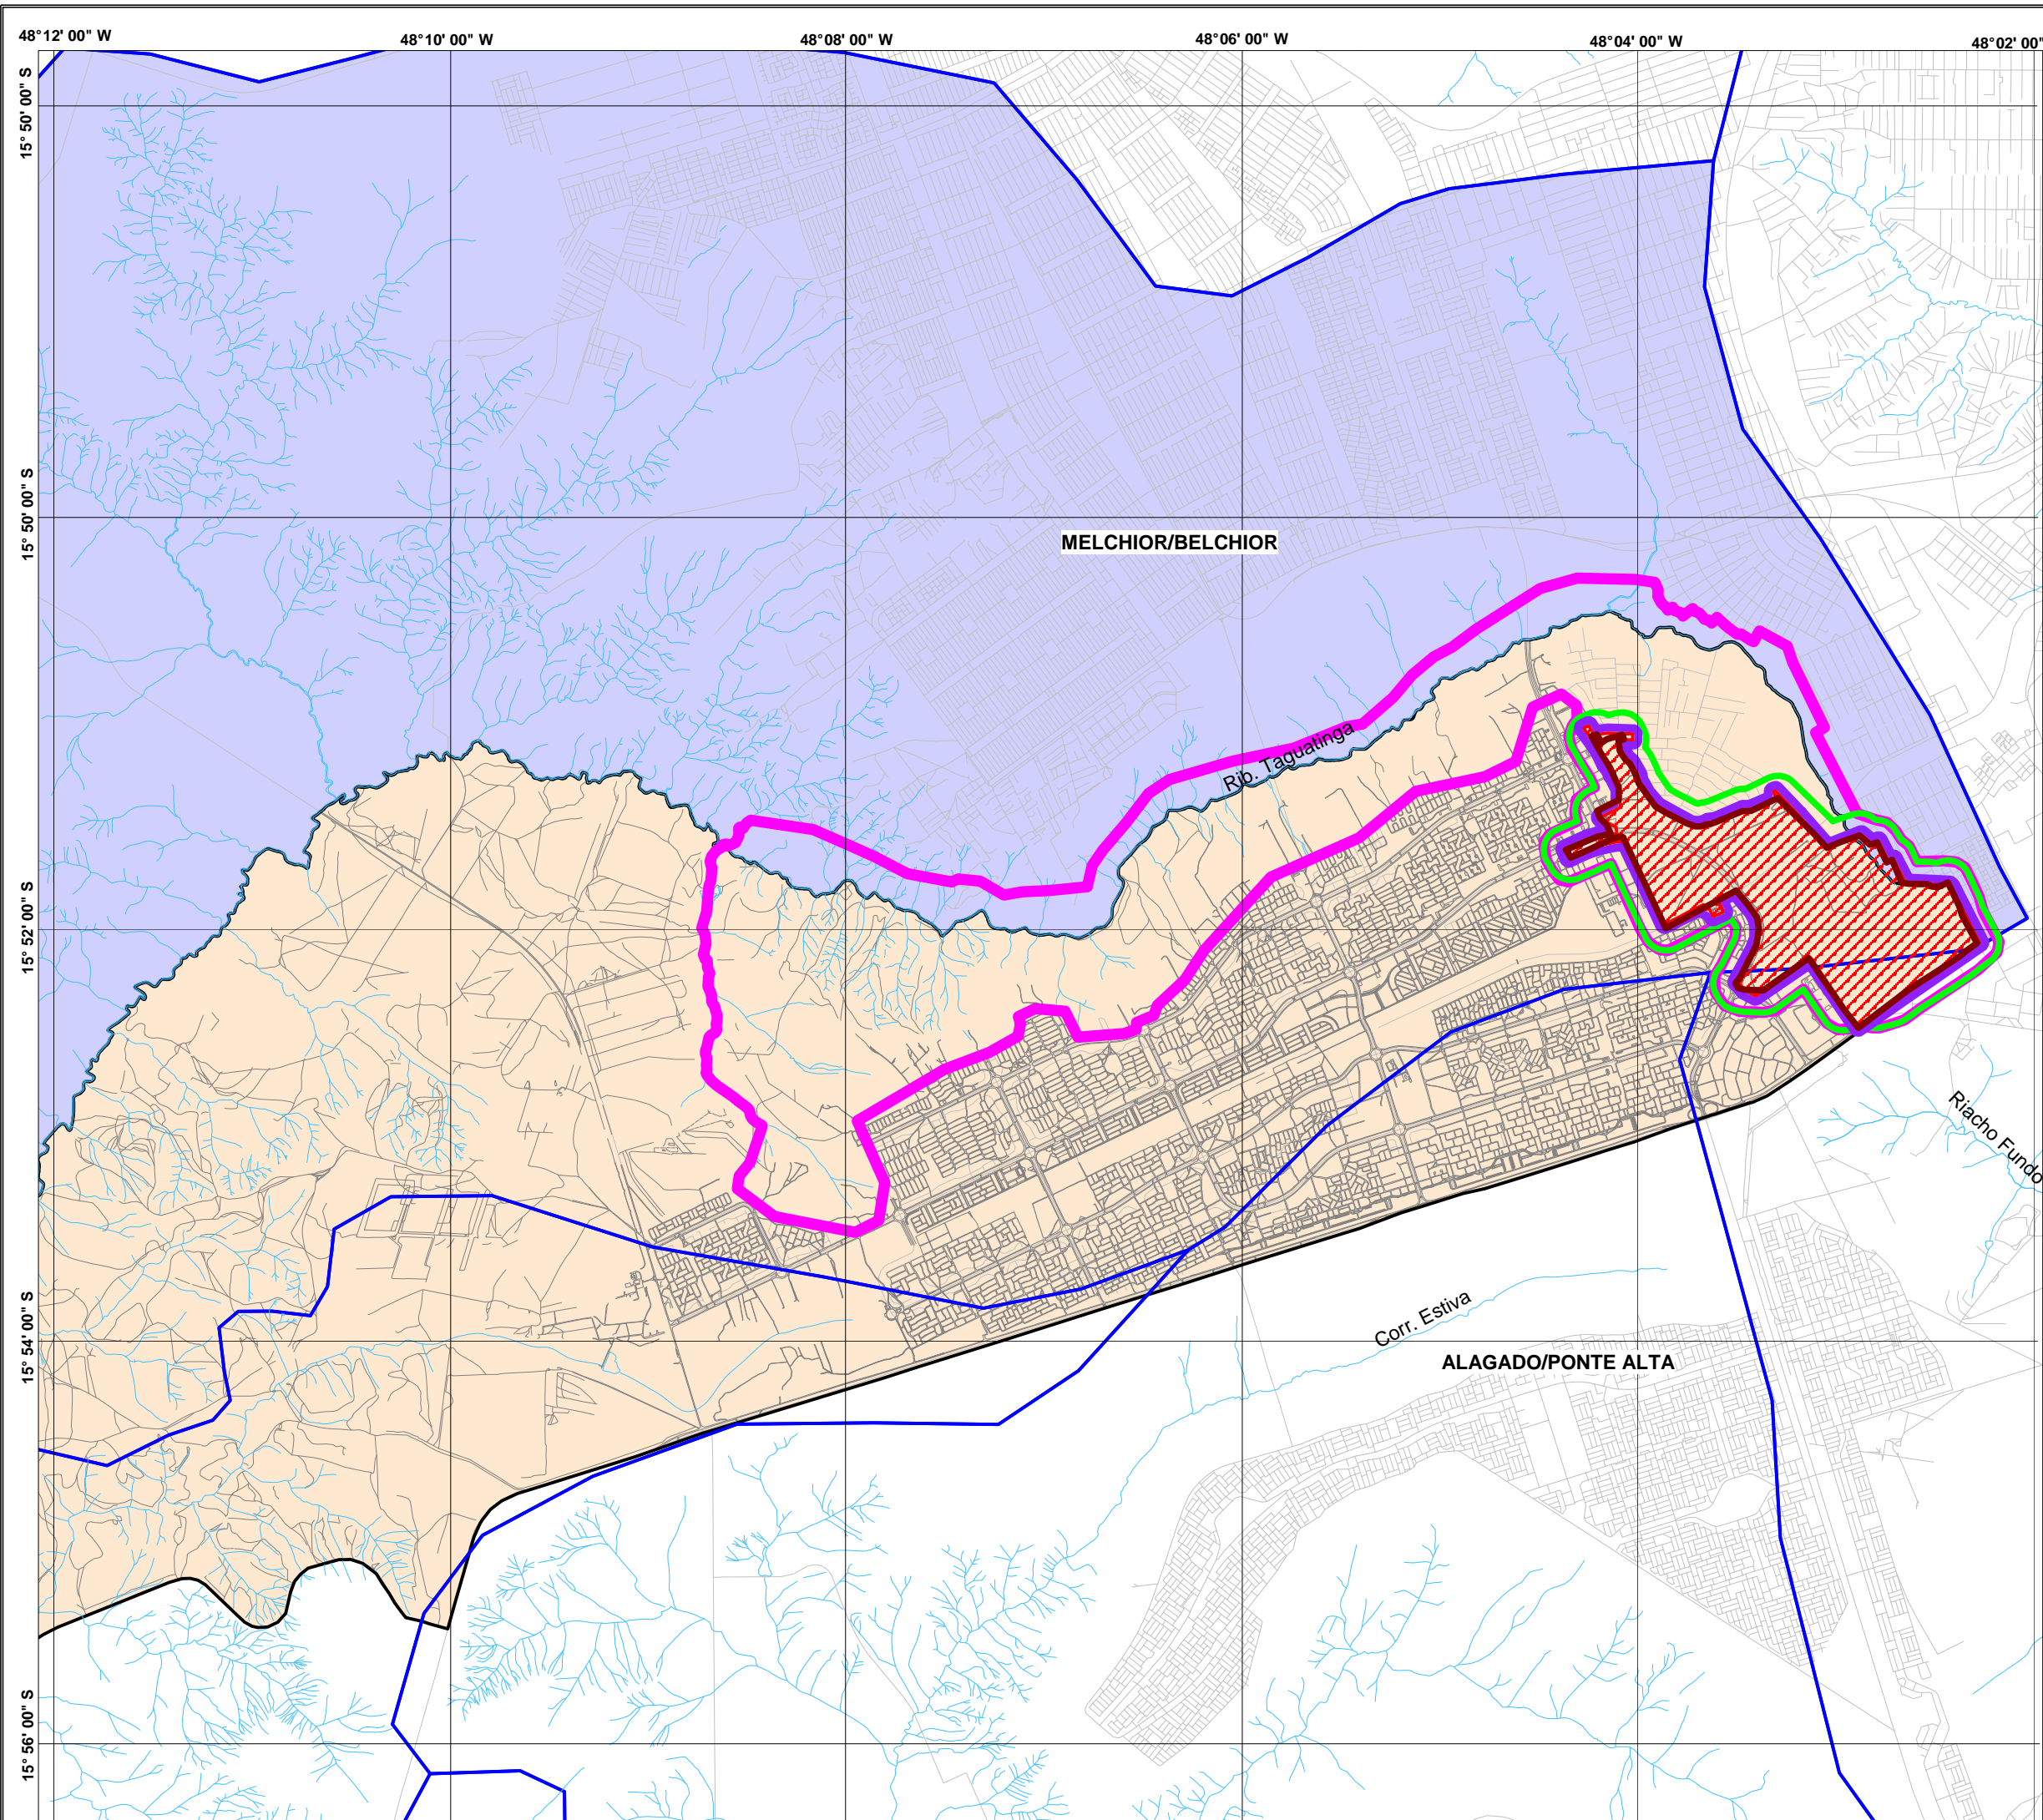 48°12' 00" W
48°10' 00" W
48°08' 00" W
48°06' 00" W
48°04' 00" W
48°02' 00"
15° 50' 00" S
15° 50' 00" S
MELCHIOR/BELCHIOR
Rib. Taguatinga
15° 52' 00" S
Riacho Fundo
15° 54' 00" S
Corr. Estiva
ALAGADO/PONTE ALTA
15° 56' 00" S